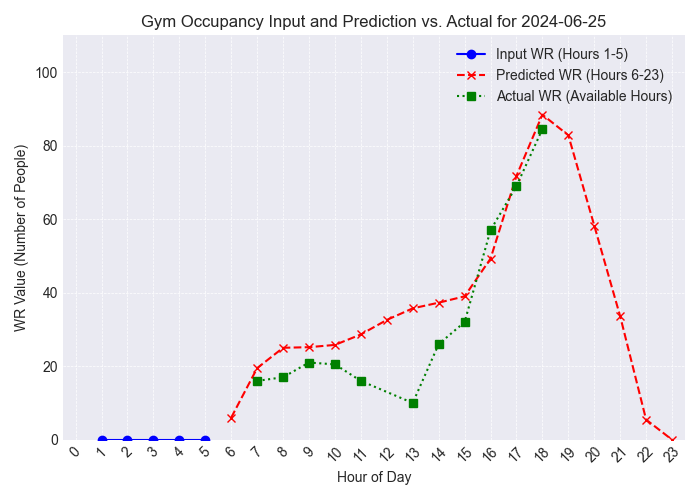 Gym Occupancy Input and Prediction vs. Actual for 2024-06-25
Input WR (Hours 1-5)
Predicted WR (Hours 6-23)
Actual WR (Available Hours)
WR Value (Number of People)
100
80
60
40
20
0
0 1 2 3 4 5 6 7 8 9 10 11 12 13 14 15 16 17 18 19 20 21 22 23
Hour of Day